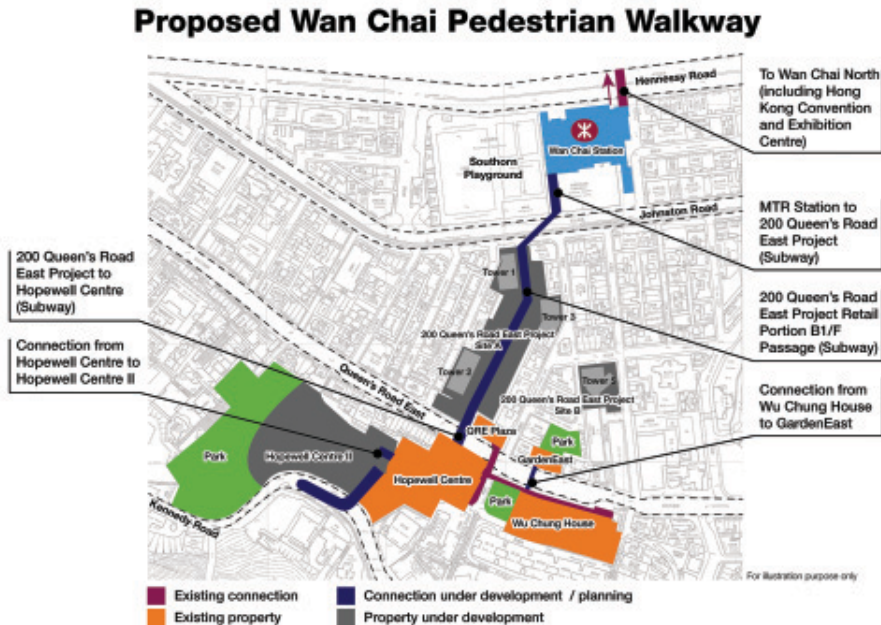 Proposed Wan Chai Pedestrian Walkway
Hennessy Road
To Wan Chai North
(including Hong
Kong Convention
and Exhibition
Centre)
Wan Chai Station
Southorn
Playground
Johnston Road
MTR Station to
200 Queen's Road
East Project
(Subway)
200 Queen's Road
East Project to
Hopewell Centre
(Subway)
Tower 1
Tower 3
200 Queen's Road East Project
Site A
200 Queen's Road
East Project Retail
Portion B1/F
Passage (Subway)
Connection from
Hopewell Centre to
Hopewell Centre II
Queen's Road East
Tower 2
Tower 5
200 Queen's Road East Project
Site B
Connection from
Wu Chung House
to GardenEast
QRE Plaza
Park
GardenEast
Park
Hopewell Centre II
Hopewell Centre
Park
Wu Chung House
Kennedy Road
For illustration purpose only
Existing connection
Connection under development / planning
Existing property
Property under development